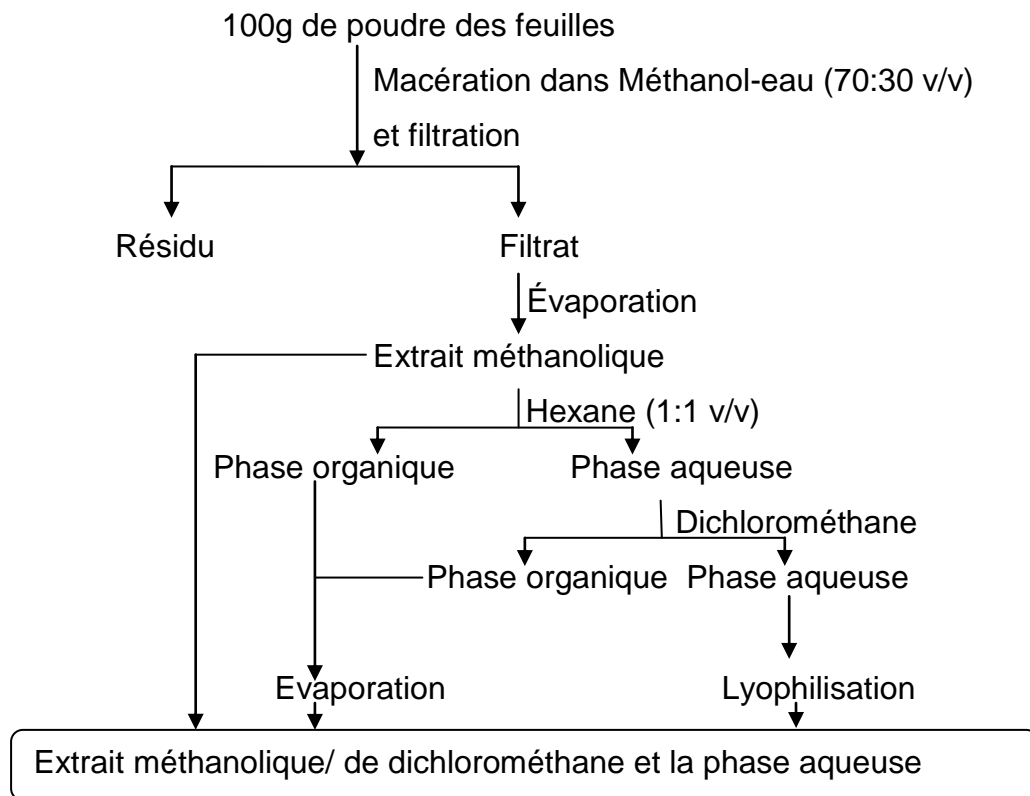 100g de poudre des feuilles
Macération dans Méthanol-eau (70:30 v/v)
et filtration
Résidu
Filtrat
Évaporation
Extrait méthanolique
Hexane (1:1 v/v)
Phase organique
Phase aqueuse
Dichlorométhane
Phase organique
Phase aqueuse
Evaporation
Lyophilisation
Extrait méthanolique/ de dichlorométhane et la phase aqueuse